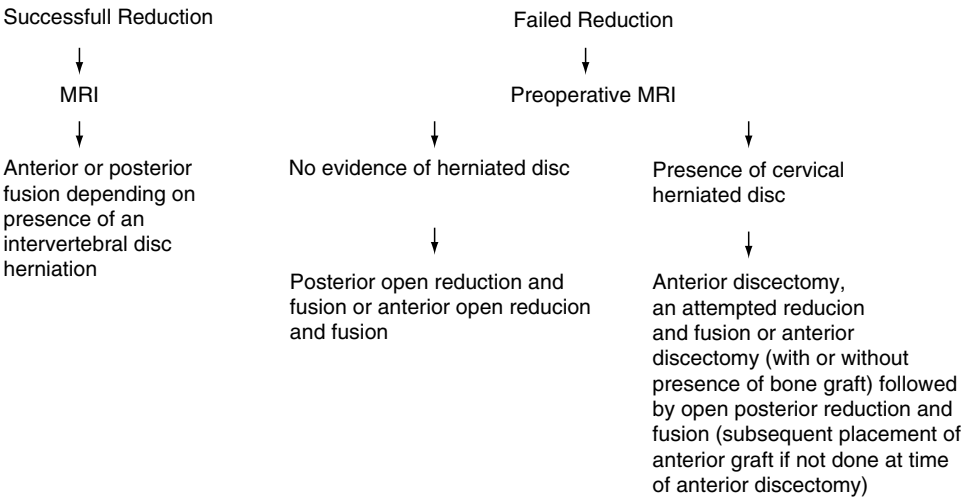 Successfull Reduction
MRI
Anterior or posterior
fusion depending on
presence of an
intervertebral disc
herniation
Failed Reduction
Preoperative MRI
No evidence of herniated disc
Posterior open reduction and
fusion or anterior open reducion
and fusion
Presence of cervical
herniated disc
Anterior discectomy,
an attempted reducion
and fusion or anterior
discectomy (with or without
presence of bone graft) followed
by open posterior reduction and
fusion (subsequent placement of
anterior graft if not done at time
of anterior discectomy)